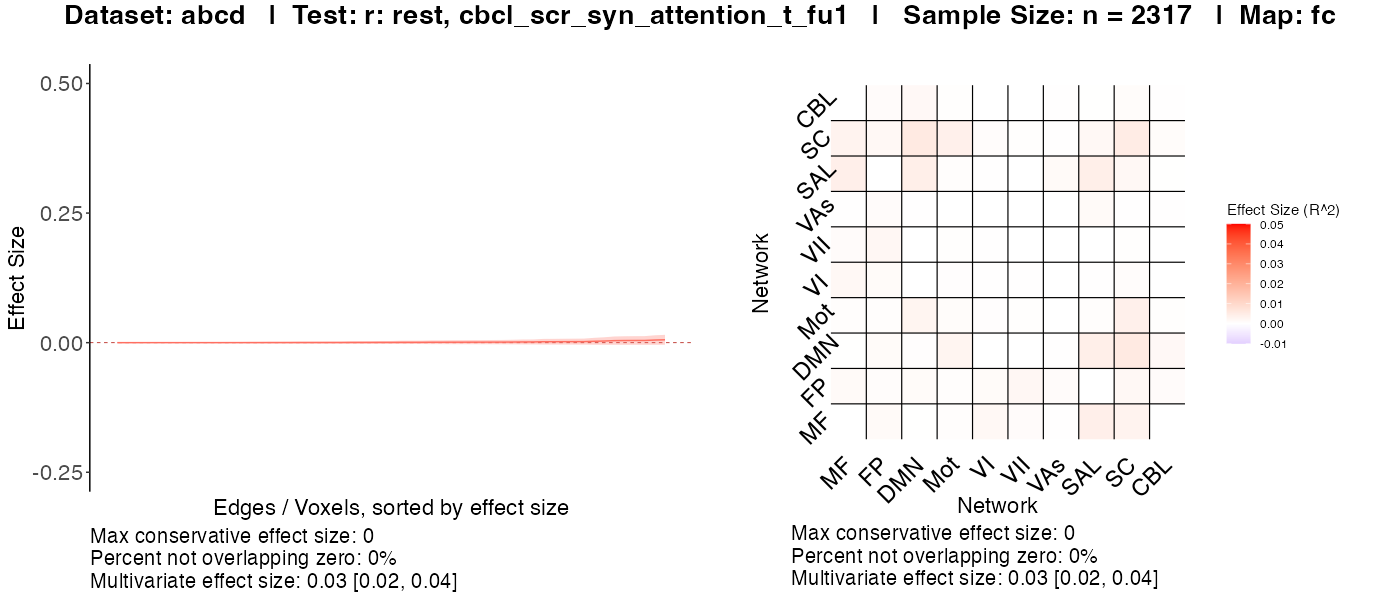 Dataset: abcd | Test: r: rest, cbcl_scr_syn_attention_t_fu1 | Sample Size: n = 2317 | Map: fc
0.50
0.25
0.00
-0.25
Effect Size
Edges / Voxels, sorted by effect size
Max conservative effect size: 0
Percent not overlapping zero: 0%
Multivariate effect size: 0.03 [0.02, 0.04]
Network
CBL
SC
SAL
VAs
VII
VI
Mot
DMN
FP
MF
MF
FP
DMN
Mot
VI
VII
VAs
SAL
SC
CBL
Network
Max conservative effect size: 0
Percent not overlapping zero: 0%
Multivariate effect size: 0.03 [0.02, 0.04]
Effect Size (R^2)
0.05
0.04
0.03
0.02
0.01
0.00
-0.01